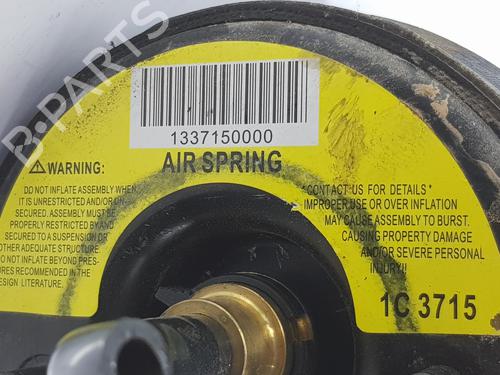 B-PARTS
1337150000
AIR SPRING
WARNING:
DO NOT INFLATE ASSEMBLY WHEN
IT IS UNRESTRICTED AND/OR UN-
SECURED. ASSEMBLY MUST BE
PROPERLY RESTRICTED BY AND
SECURED TO A SUSPENSION OR
OTHER ADEQUATE STRUCTURE.
DO NOT INFLATE BEYOND PRES-
URES RECOMMENDED IN THE
ESIGN LITERATURE.
"CONTACT US FOR DETAILS"
IMPROPER USE OR OVER INFLATION
MAY CAUSE ASSEMBLY TO BURST.
CAUSING PROPERTY DAMAGE
AND/OR SEVERE PERSONAL
INJURY!!
1C 3715